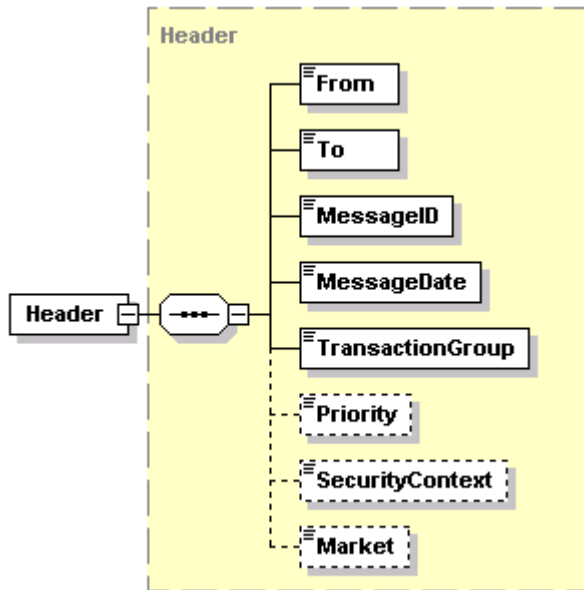 Header
From
To
MessageID
MessageDate
Header
TransactionGroup
Priority
SecurityContext
Market